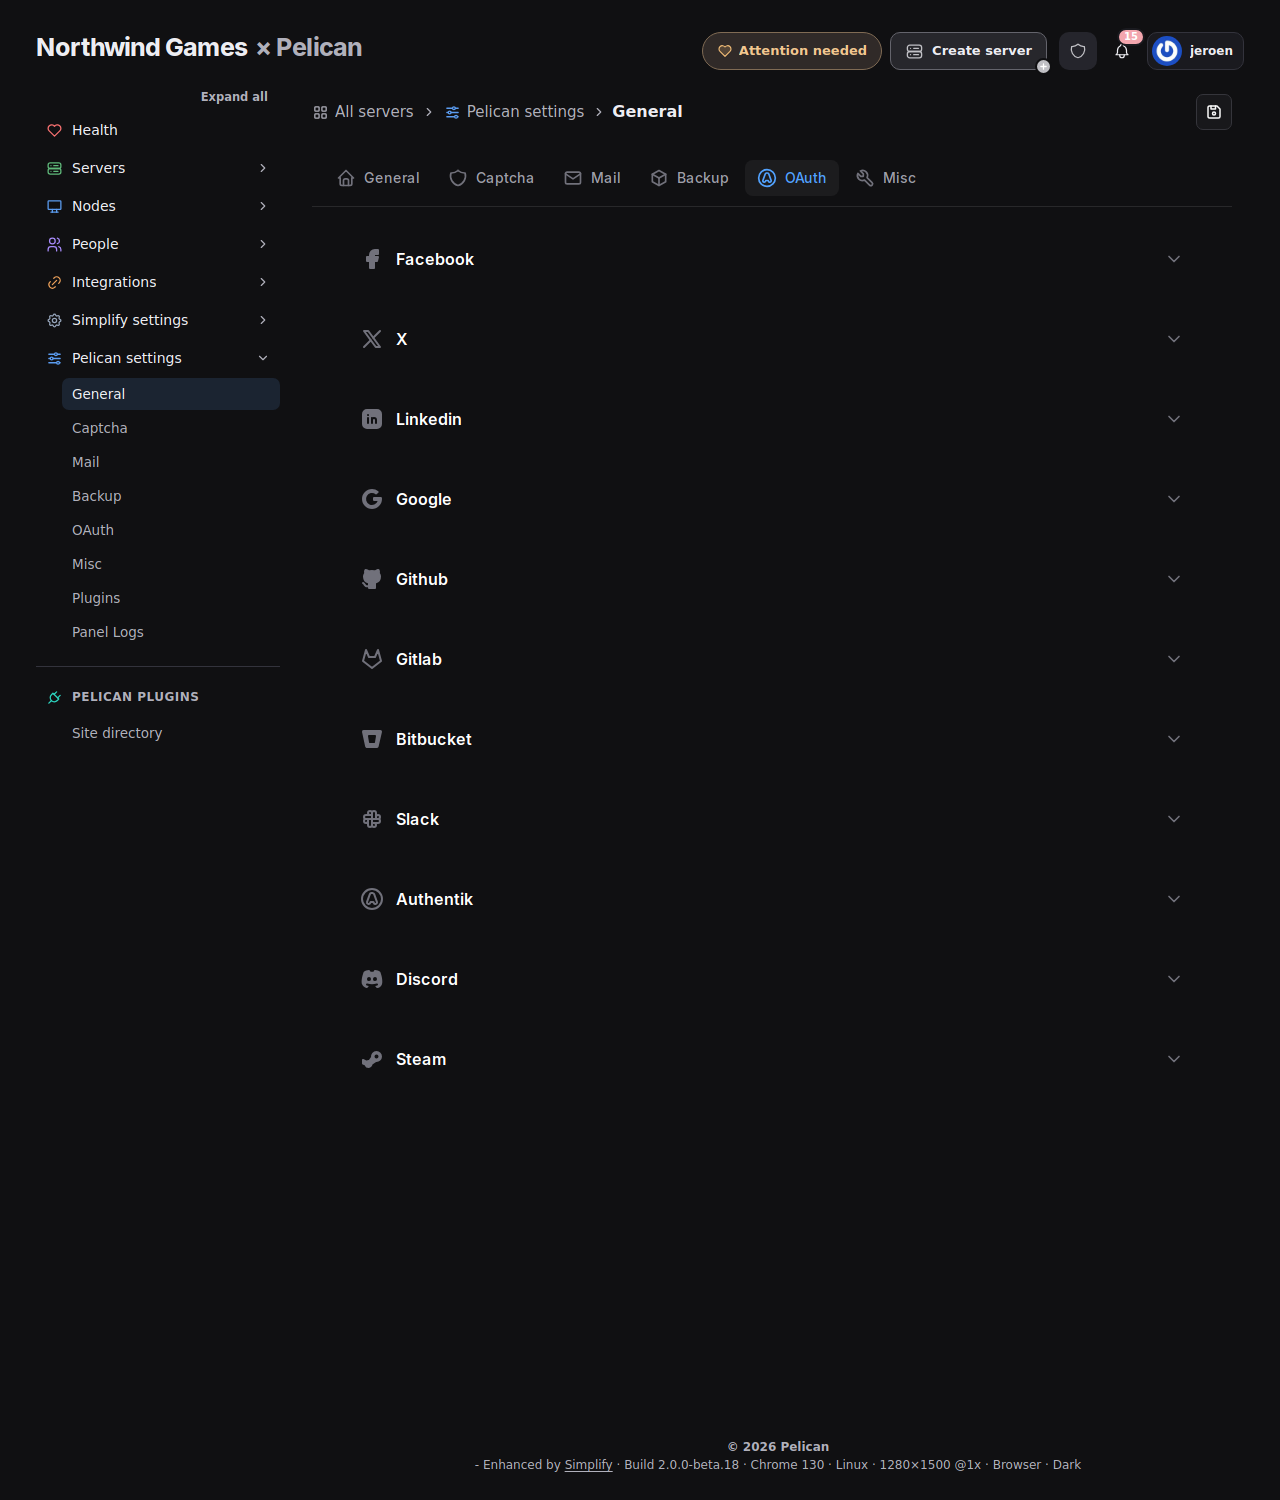 Northwind Games × Pelican
Attention needed
Create server
15
jeroen
Expand all
Health
Servers
Nodes
People
Integrations
Simplify settings
Pelican settings
General
Captcha
Mail
Backup
OAuth
Misc
Plugins
Panel Logs
PELICAN PLUGINS
Site directory
All servers > Pelican settings > General
General Captcha Mail Backup OAuth Misc
Facebook
X
Linkedin
Google
Github
Gitlab
Bitbucket
Slack
Authentik
Discord
Steam
© 2026 Pelican
- Enhanced by Simplify · Build 2.0.0-beta.18 · Chrome 130 · Linux · 1280×1500 @1x · Browser · Dark